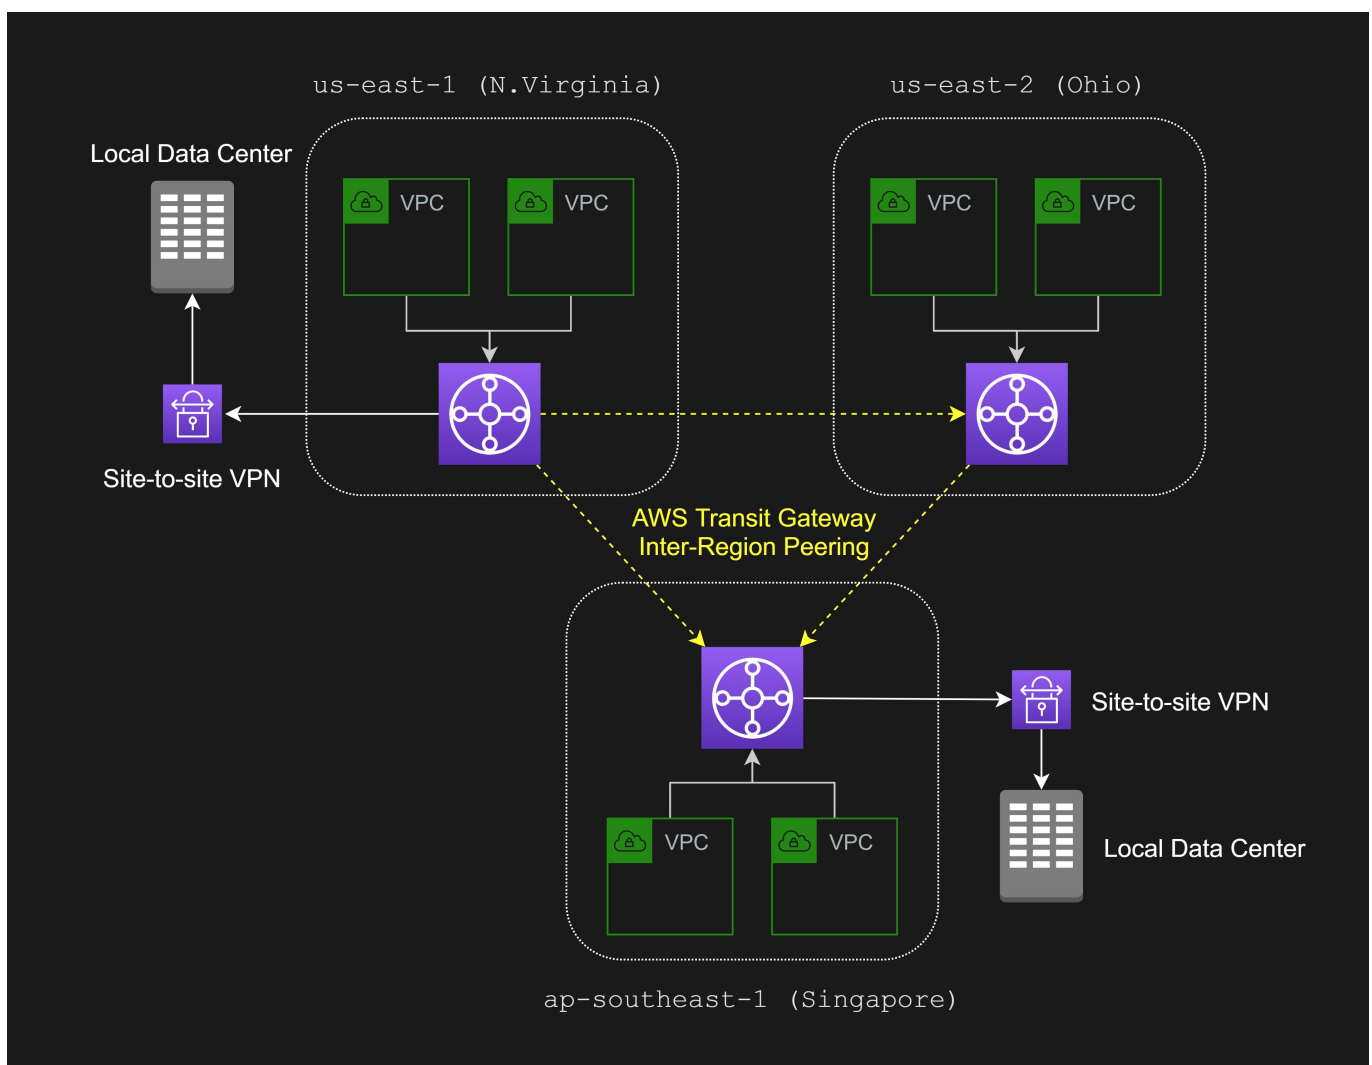 us-east-1 (N.Virginia)
us-east-2 (Ohio)
Local Data Center
VPC
VPC
VPC
VPC
Site-to-site VPN
AWS Transit Gateway
Inter-Region Peering
Site-to-site VPN
VPC
VPC
Local Data Center
ap-southeast-1 (Singapore)